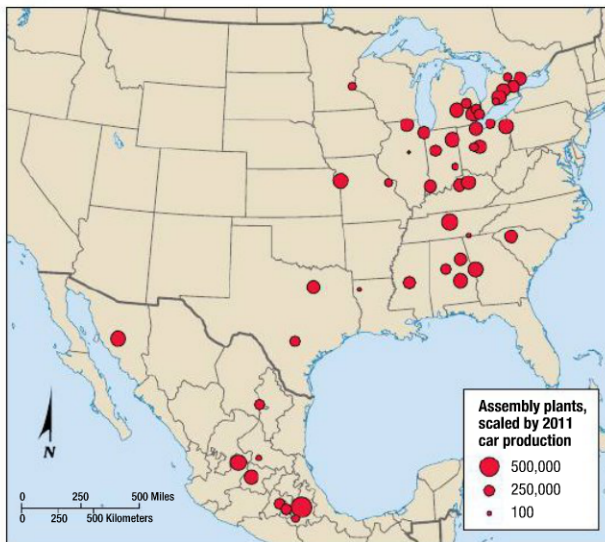 Assembly plants,
scaled by 2011
car production
500,000
250,000
100
N
0 250 500 Miles
0 250 500 Kilometers